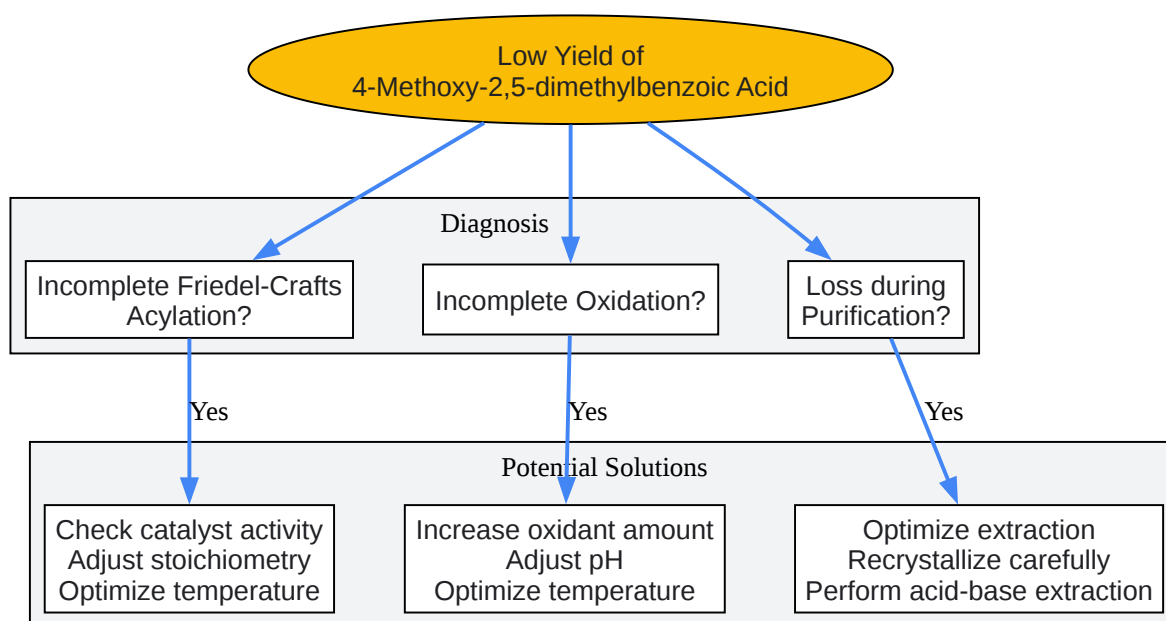 Low Yield of
4-Methoxy-2,5-dimethylbenzoic Acid
Diagnosis
Incomplete Friedel-Crafts
Acylation?
Incomplete Oxidation?
Loss during
Purification?
Yes
Yes
Yes
Potential Solutions
Check catalyst activity
Adjust stoichiometry
Optimize temperature
Increase oxidant amount
Adjust pH
Optimize temperature
Optimize extraction
Recrystallize carefully
Perform acid-base extraction